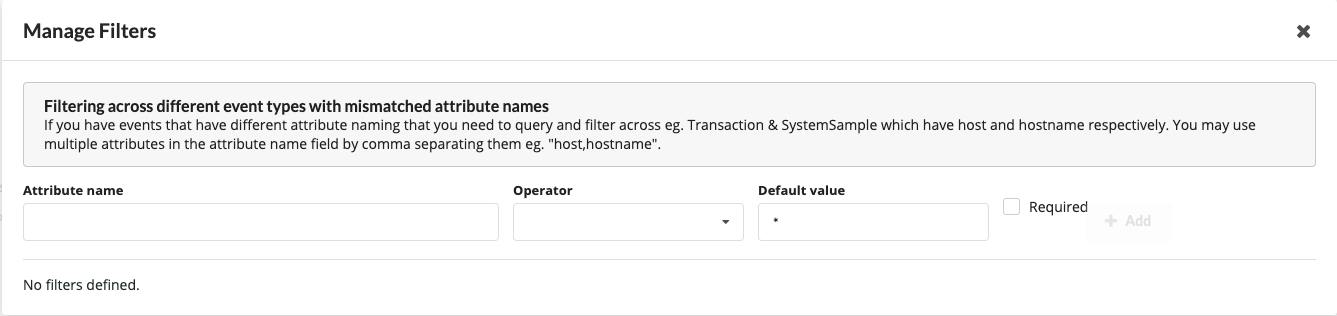 Manage Filters
Filtering across different event types with mismatched attribute names
If you have events that have different attribute naming that you need to query and filter across eg. Transaction & SystemSample which have host and hostname respectively. You may use
multiple attributes in the attribute name field by comma separating them eg. "host,hostname".
Attribute name
Operator
Default value
*
Required
+ Add
No filters defined.